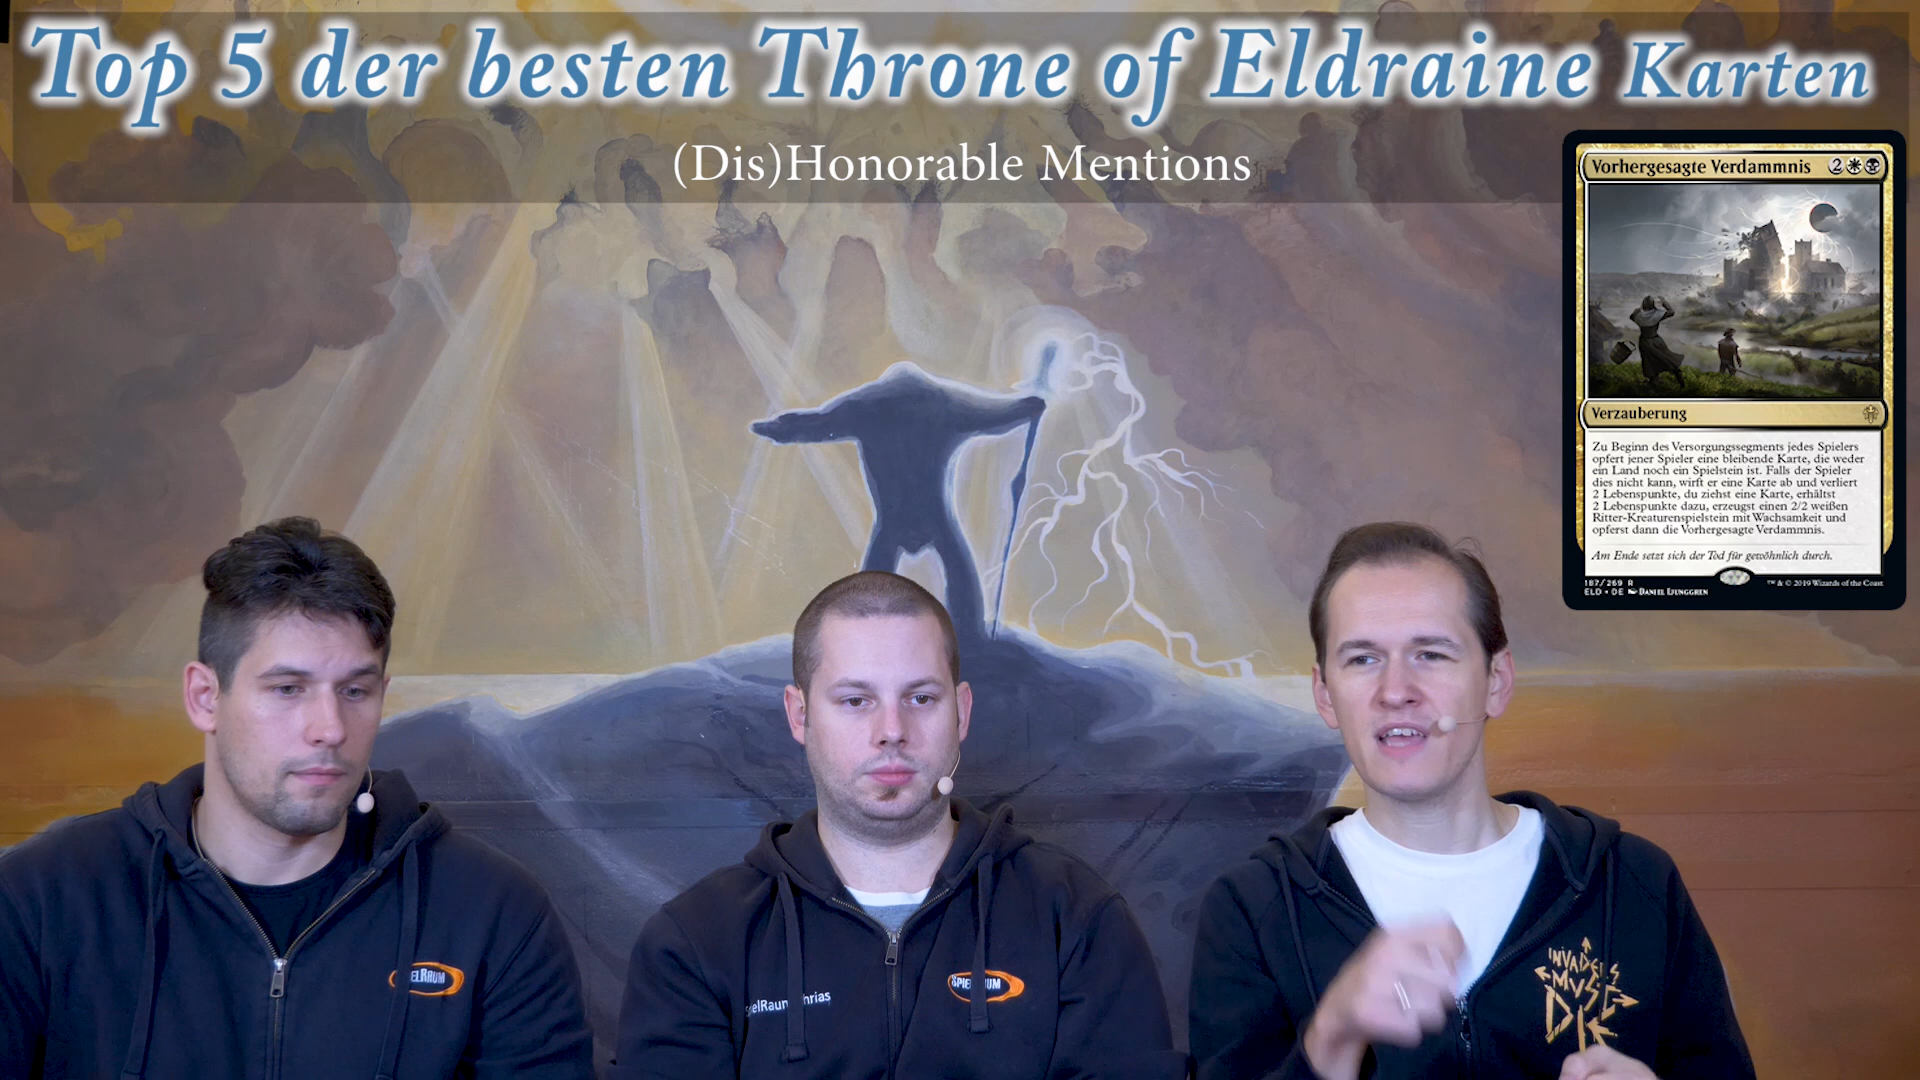 Top 5 der besten Throne of Eldraine Karten
(Dis)Honorable Mentions
Vorhergesagte Verdammnis 2
Verzauberung
Zu Beginn des Versorgungssegments jedes Spielers
opfert jener Spieler eine bleibende Karte, die weder
ein Land noch ein Spielstein ist. Falls der Spieler
dies nicht kann, wirft er eine Karte ab und verliert
2 Lebenspunkte, du ziehst eine Karte, erhältst
2 Lebenspunkte dazu, erzeugst einen 2/2 weißen
Ritter-Kreaturenspielstein mit Wachsamkeit und
opferst dann die Vorhergesagte Verdammnis.
Am Ende setzt sich der Tod für gewöhnlich durch.
187/269 R
ELD • DE DANIEL LJUNGGREN
™ & © 2019 Wizards of the Coast
INVADERS
MUST
DIE